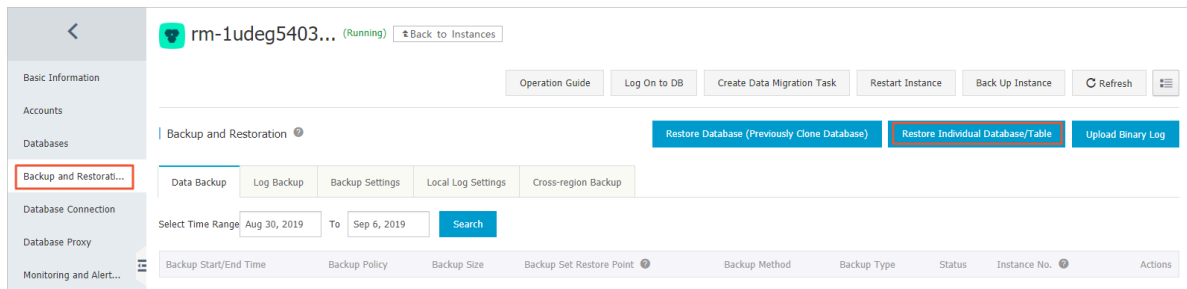 rm-1udeg5403... (Running) Back to Instances
Operation Guide Log On to DB Create Data Migration Task Restart Instance Back Up Instance Refresh
Basic Information
Accounts
Databases
Backup and Restorati...
Database Connection
Database Proxy
Monitoring and Alert...
Backup and Restoration
Restore Database (Previously Clone Database) Restore Individual Database/Table Upload Binary Log
Data Backup Log Backup Backup Settings Local Log Settings Cross-region Backup
Select Time Range Aug 30, 2019 To Sep 6, 2019 Search
Backup Start/End Time Backup Policy Backup Size Backup Set Restore Point Backup Method Backup Type Status Instance No. Actions